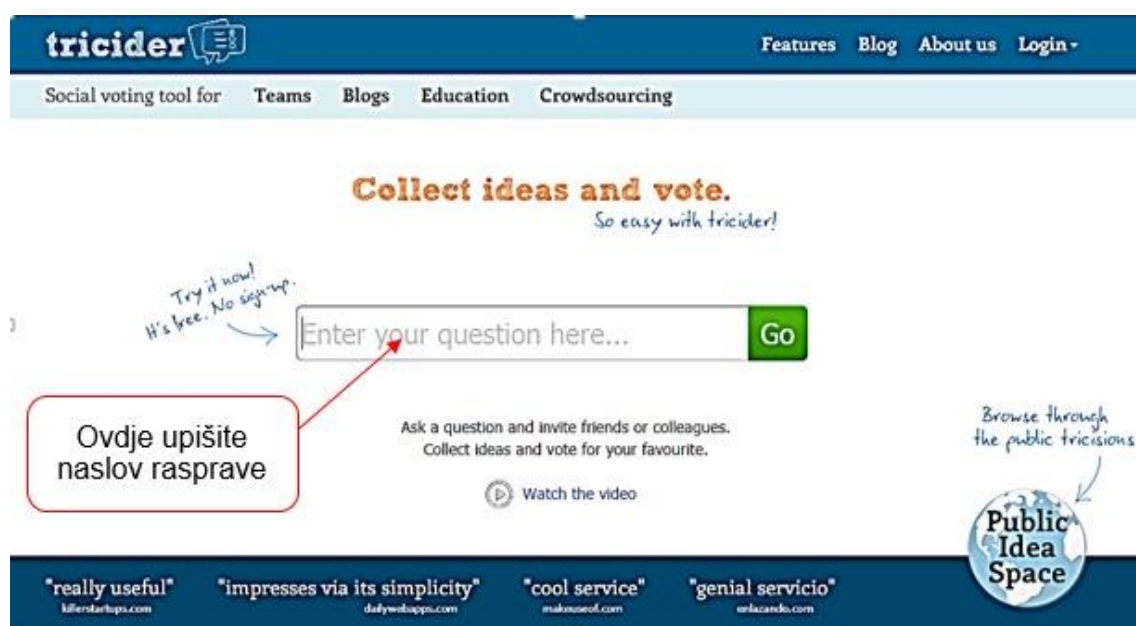 tricider
Features Blog About us Login
Social voting tool for Teams Blogs Education Crowdsourcing
Collect ideas and vote.
So easy with tricider!
Try it now!
It's free. No sign-up.
Enter your question here...
Go
Ovdje upišite
naslov rasprave
Ask a question and invite friends or colleagues.
Collect ideas and vote for your favourite.
Watch the video
Browse through
the public tricisions
Public
Idea
Space
"really useful" "impresses via its simplicity" "cool service" "genial servicio"
killerstartups.com dailywebapps.com makeuseof.com enlazando.com